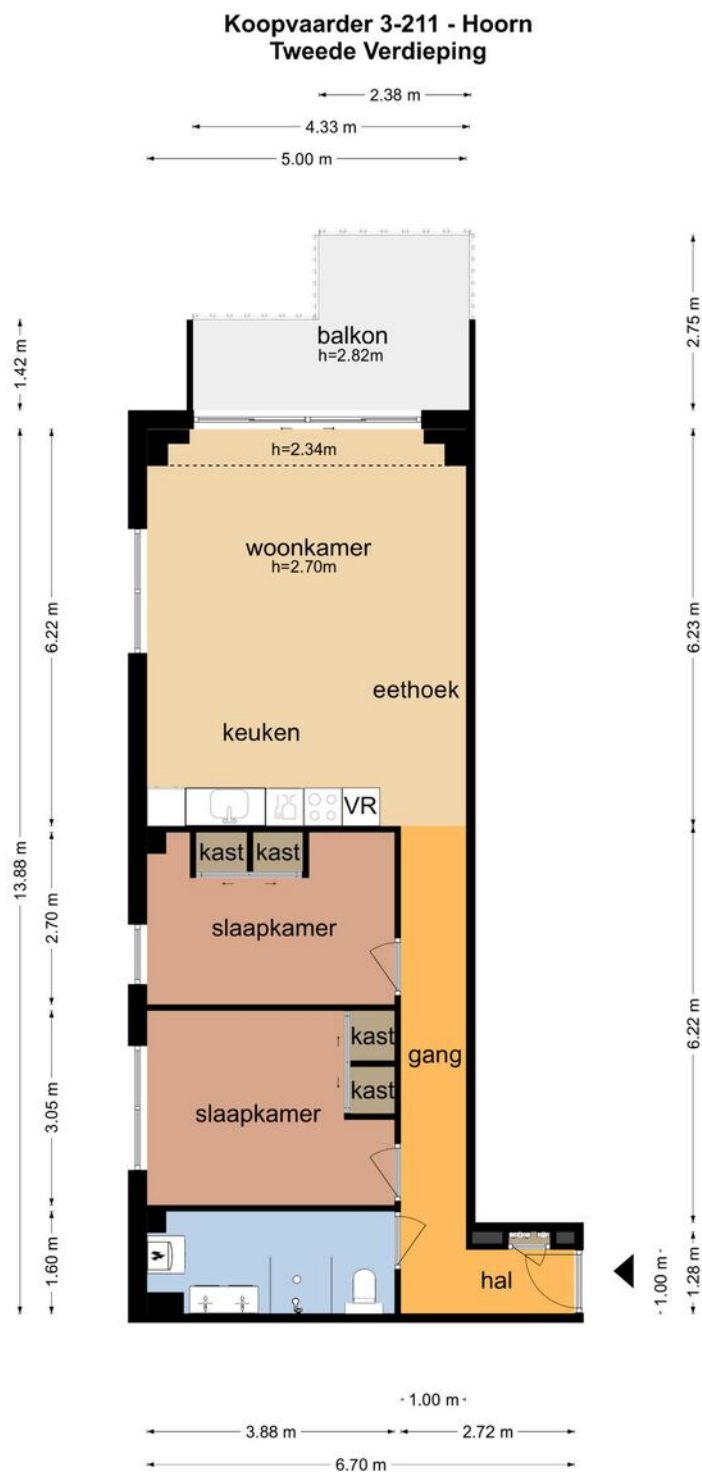 Koopvaarder 3-211 - Hoorn
Tweede Verdieping
2.38 m
4.33 m
5.00 m
balkon
h=2.82m
1.42 m
2.75 m
h=2.34m
woonkamer
h=2.70m
6.22 m
6.23 m
eethoek
keuken
VR
13.88 m
kast
kast
slaapkamer
2.70 m
kast
gang
kast
slaapkamer
3.05 m
6.22 m
1.60 m
hal
1.00 m
1.28 m
1.00 m
3.88 m
2.72 m
6.70 m